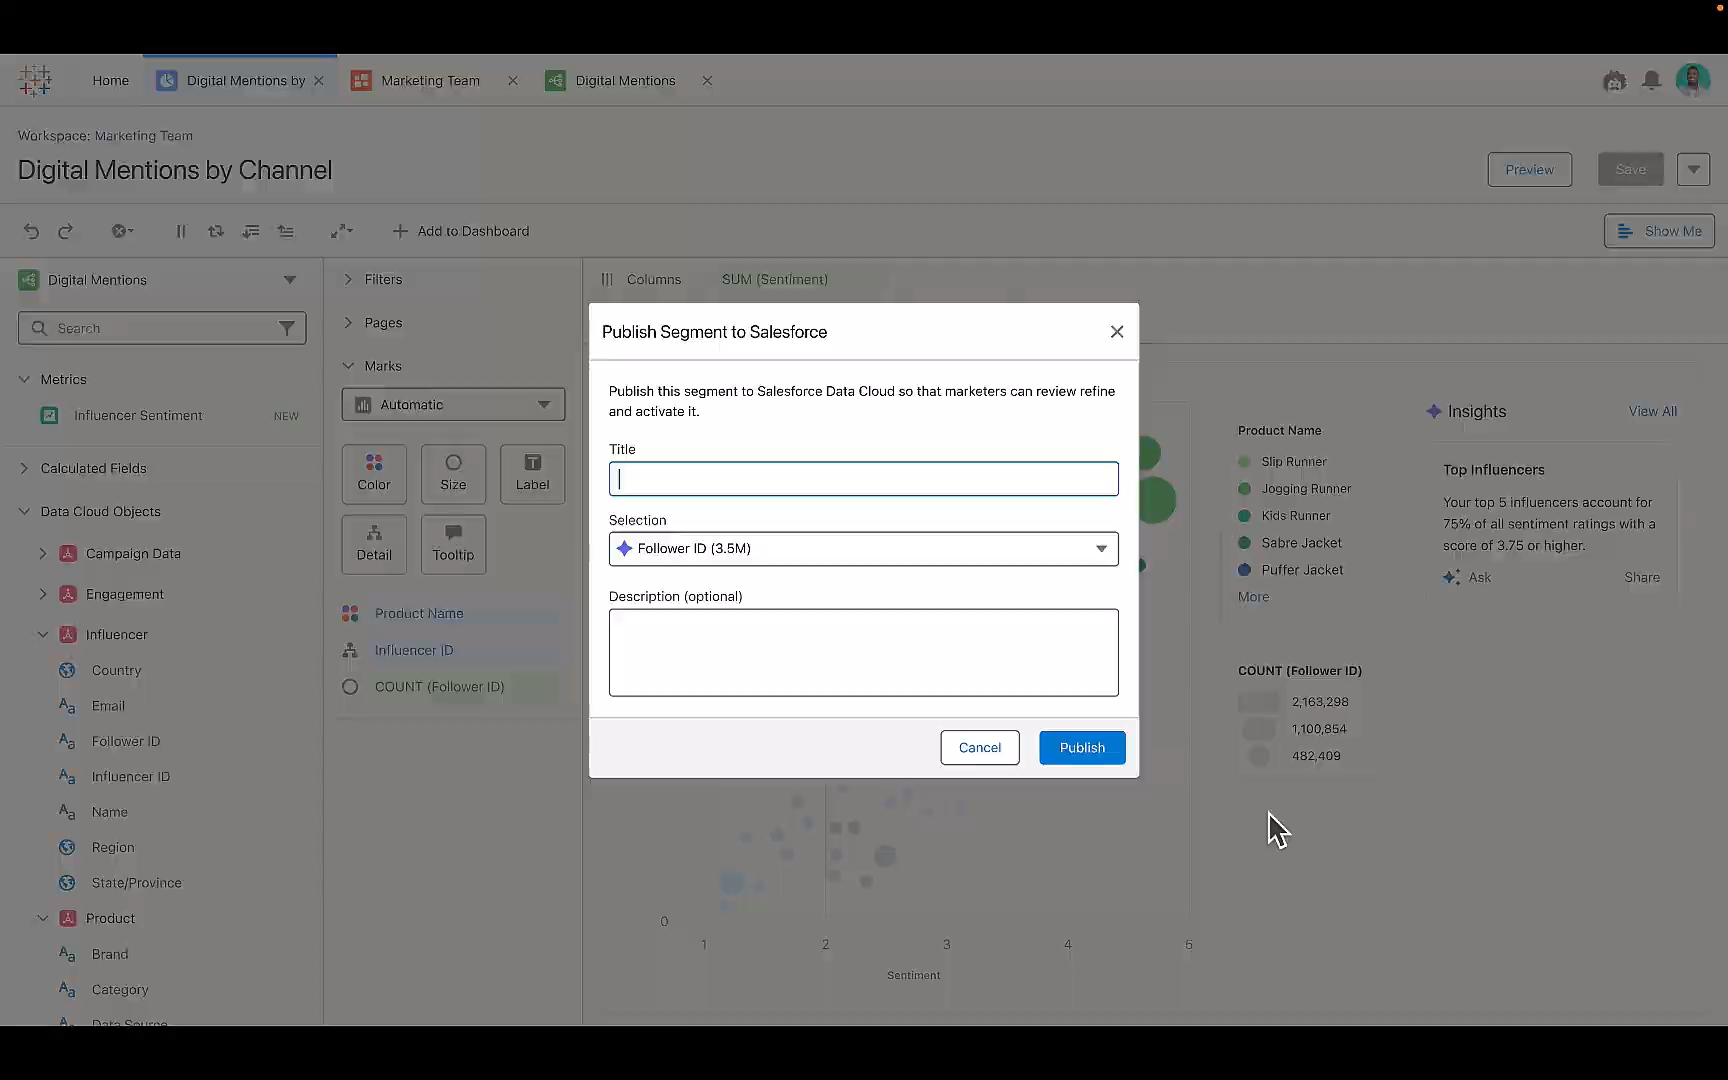 Home
Digital Mentions by
Marketing Team
Digital Mentions
Workspace: Marketing Team
Digital Mentions by Channel
Preview
Save
Add to Dashboard
Show Me
Digital Mentions
Search
Metrics
Influencer Sentiment
NEW
Calculated Fields
Data Cloud Objects
Campaign Data
Engagement
Influencer
Country
Email
Follower ID
Influencer ID
Name
Region
State/Province
Product
Brand
Category
Data Source
Filters
Pages
Marks
Automatic
Color
Size
Label
Detail
Tooltip
Product Name
Influencer ID
COUNT (Follower ID)
Columns
SUM (Sentiment)
Publish Segment to Salesforce
Publish this segment to Salesforce Data Cloud so that marketers can review refine
and activate it.
Title
Selection
Follower ID (3.5M)
Description (optional)
Cancel
Publish
0
1
2
3
4
5
Sentiment
Product Name
Slip Runner
Jogging Runner
Kids Runner
Sabre Jacket
Puffer Jacket
More
COUNT (Follower ID)
2,163,298
1,100,854
482,409
Insights
View All
Top Influencers
Your top 5 influencers account for
75% of all sentiment ratings with a
score of 3.75 or higher.
Ask
Share